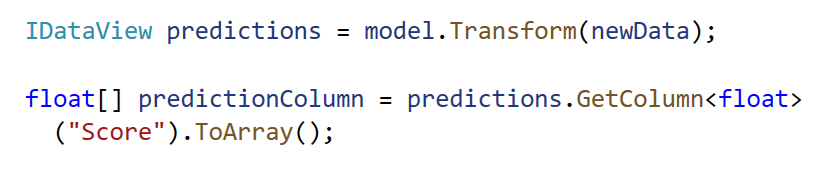 IDataView predictions = model.Transform(newData);
float[] predictionColumn = predictions.GetColumn<float>
("Score").ToArray();